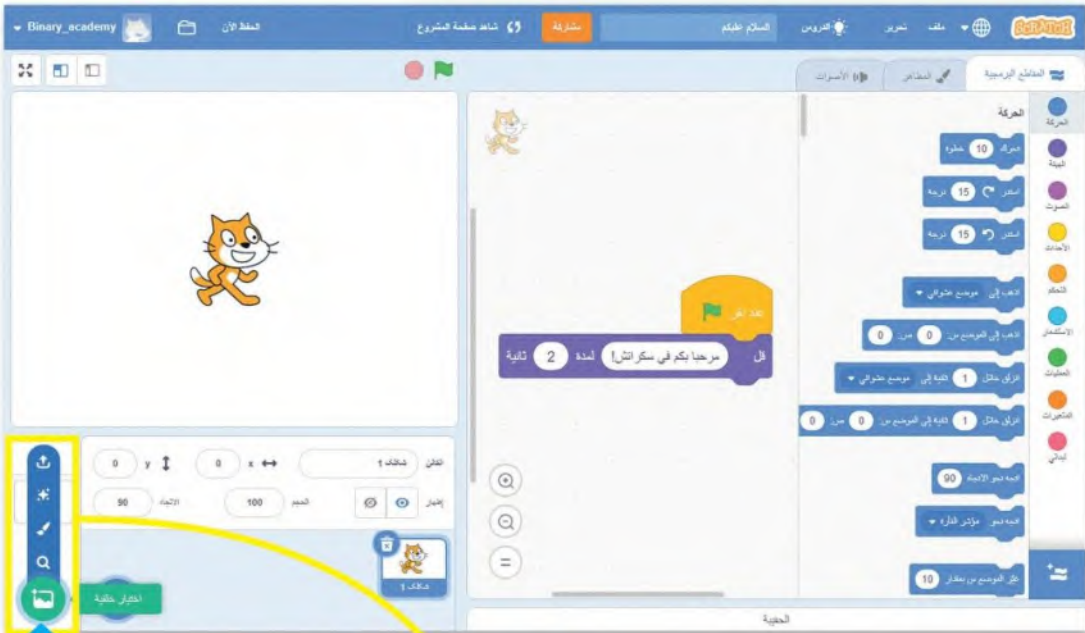 SCRATCH
ملف
تحرير
الدروس
السلام عليكم
مشاركة
شاهد صفحة المشروع
الحفظ الآن
Binary_academy
المقاطع البرمجية
المظاهر
الأصوات
الحركة
الهيئة
الصوت
الأحداث
التحكم
الاستشعار
العمليات
المتغيرات
لبناتي
الحركة
تحرك 10 خطوة
استدر 15 درجة
استدر 15 درجة
اذهب إلى موضع عشوائي
اذهب إلى الموضع س: 0 ص: 0
انزلق خلال 1 ثانية إلى موضع عشوائي
انزلق خلال 1 ثانية إلى الموضع س: 0 ص: 0
اتجه نحو الاتجاه 90
اتجه نحو مؤشر الفأرة
غيّر الموضع س بمقدار 10
عند نقر
قل مرحبا بكم في سكراتش! لمدة 2 ثانية
الكائن
x 0
y 0
إظهار
الحجم 100
الاتجاه 90
اختيار خلفية
الحقيبة